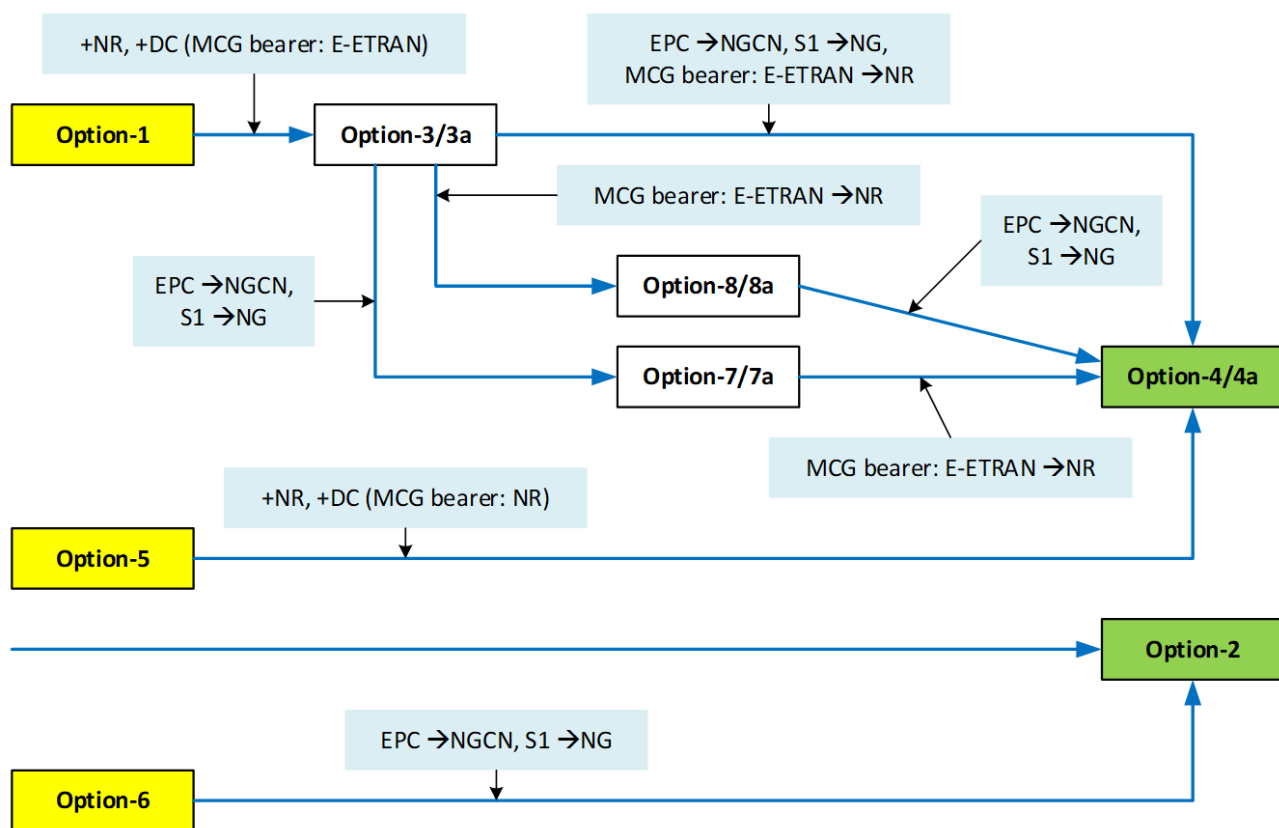 +NR, +DC (MCG bearer: E-ETRAN)
EPC →NGCN, S1 →NG,
MCG bearer: E-ETRAN →NR
Option-1
Option-3/3a
MCG bearer: E-ETRAN →NR
EPC →NGCN,
S1 →NG
EPC →NGCN,
S1 →NG
Option-8/8a
Option-7/7a
Option-4/4a
MCG bearer: E-ETRAN →NR
+NR, +DC (MCG bearer: NR)
Option-5
Option-2
EPC →NGCN, S1 →NG
Option-6